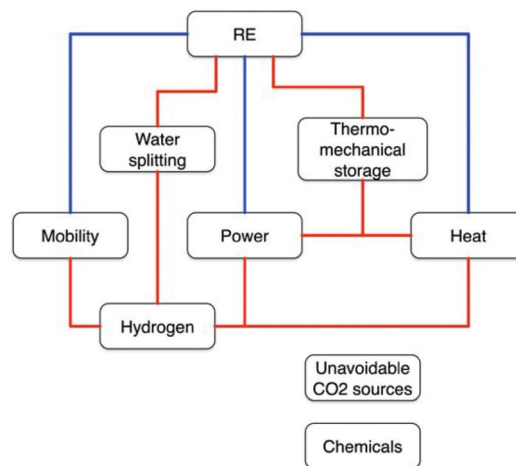 RE
Water
splitting
Thermo-
mechanical
storage
Mobility
Power
Heat
Hydrogen
Unavoidable
CO2 sources
Chemicals